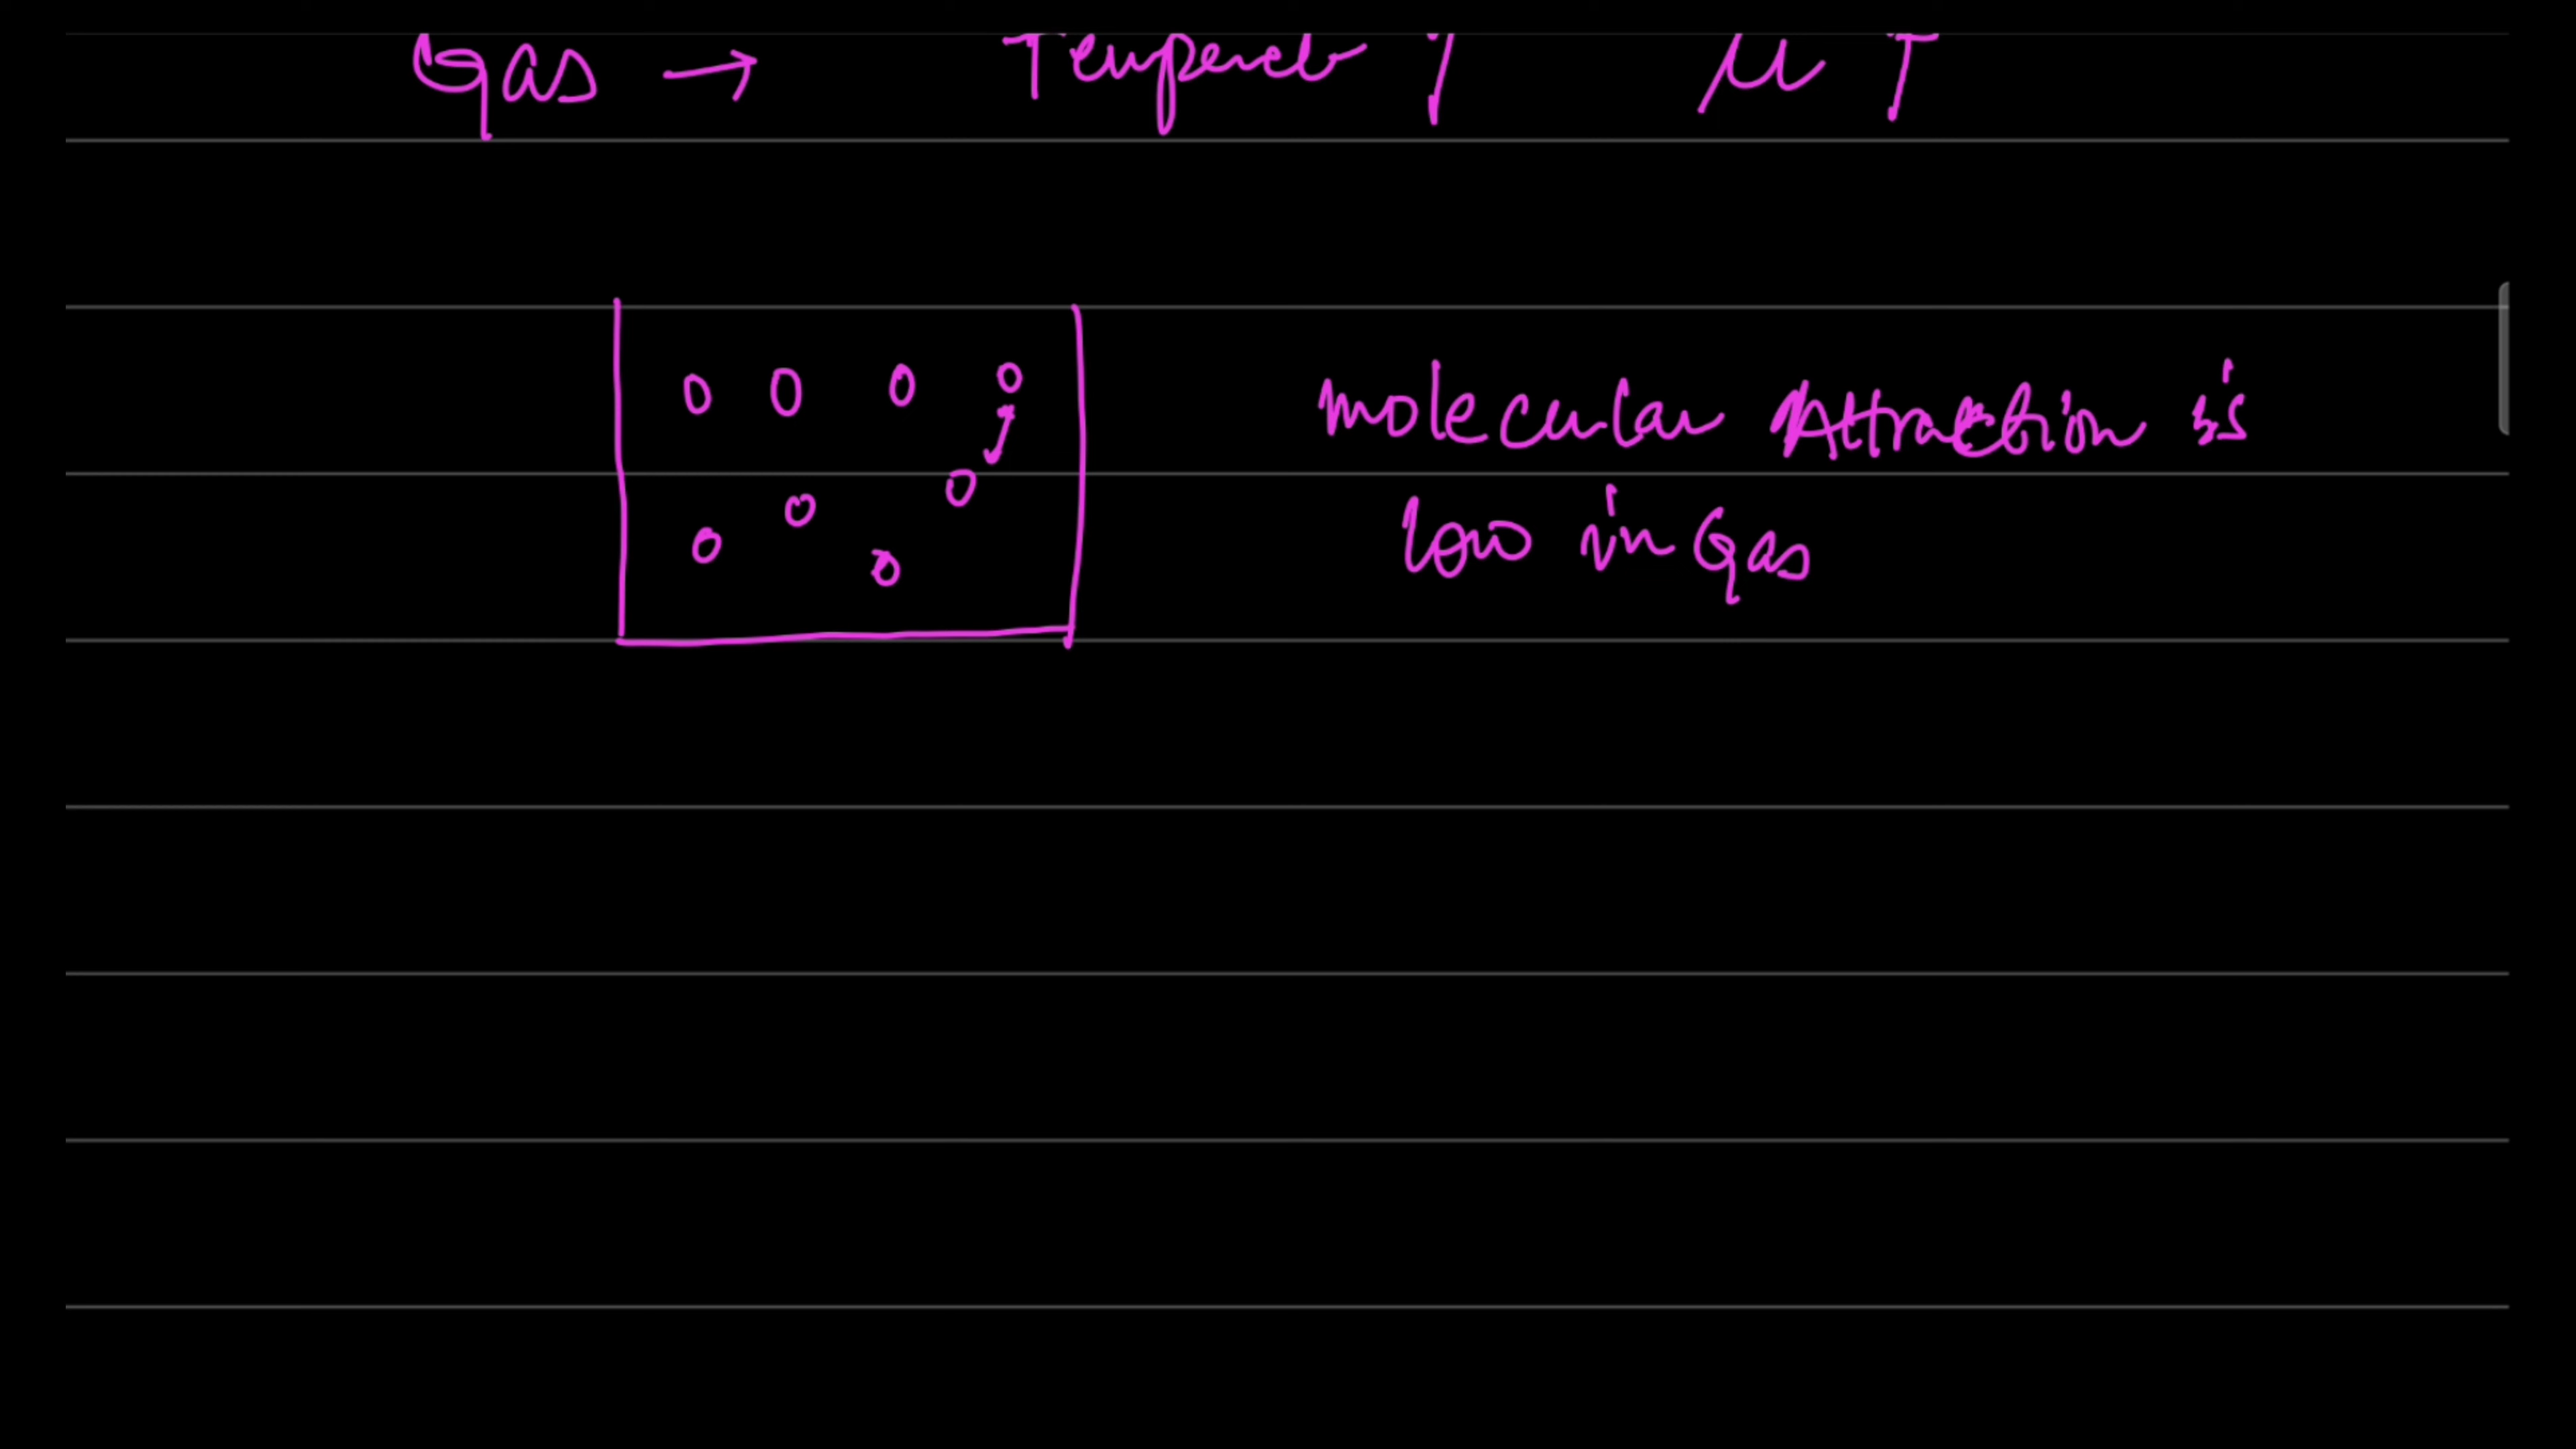 Gas →
μ
molecular Attraction is
low in Gas